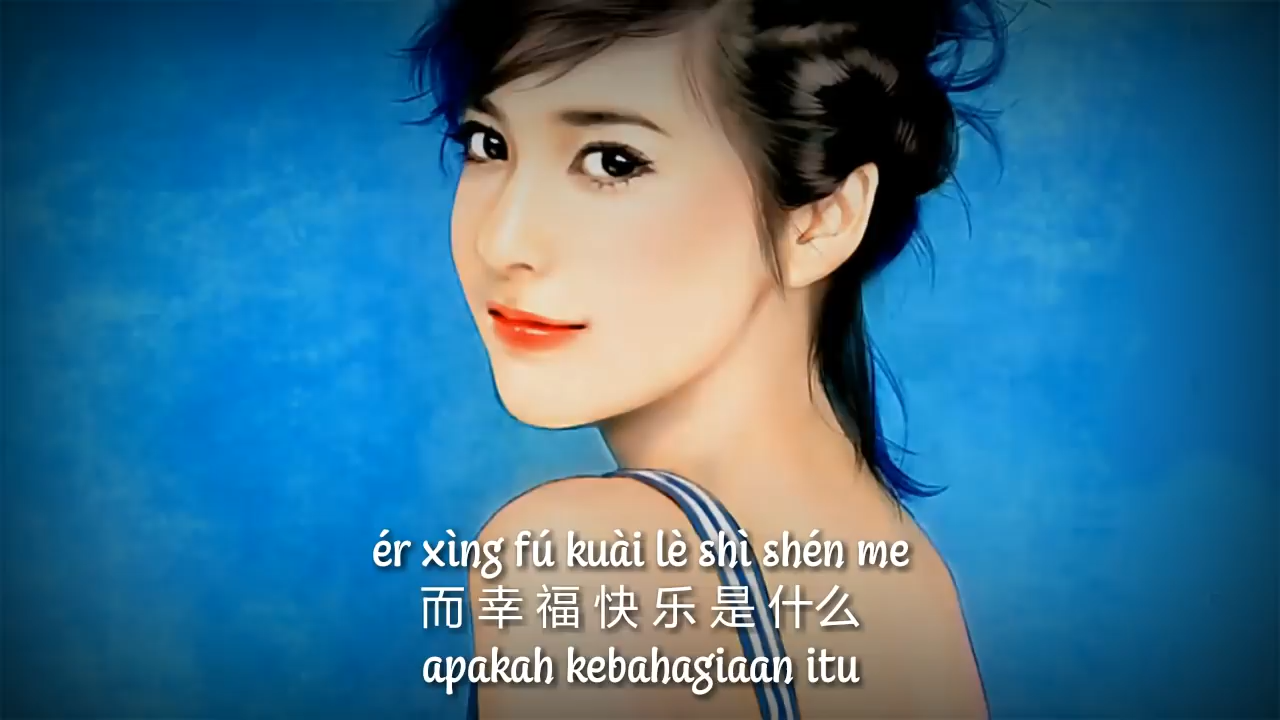 ér xìng fú kuài lè shì shén me
而 幸 福 快 乐 是 什么
apakah kebahagiaan itu